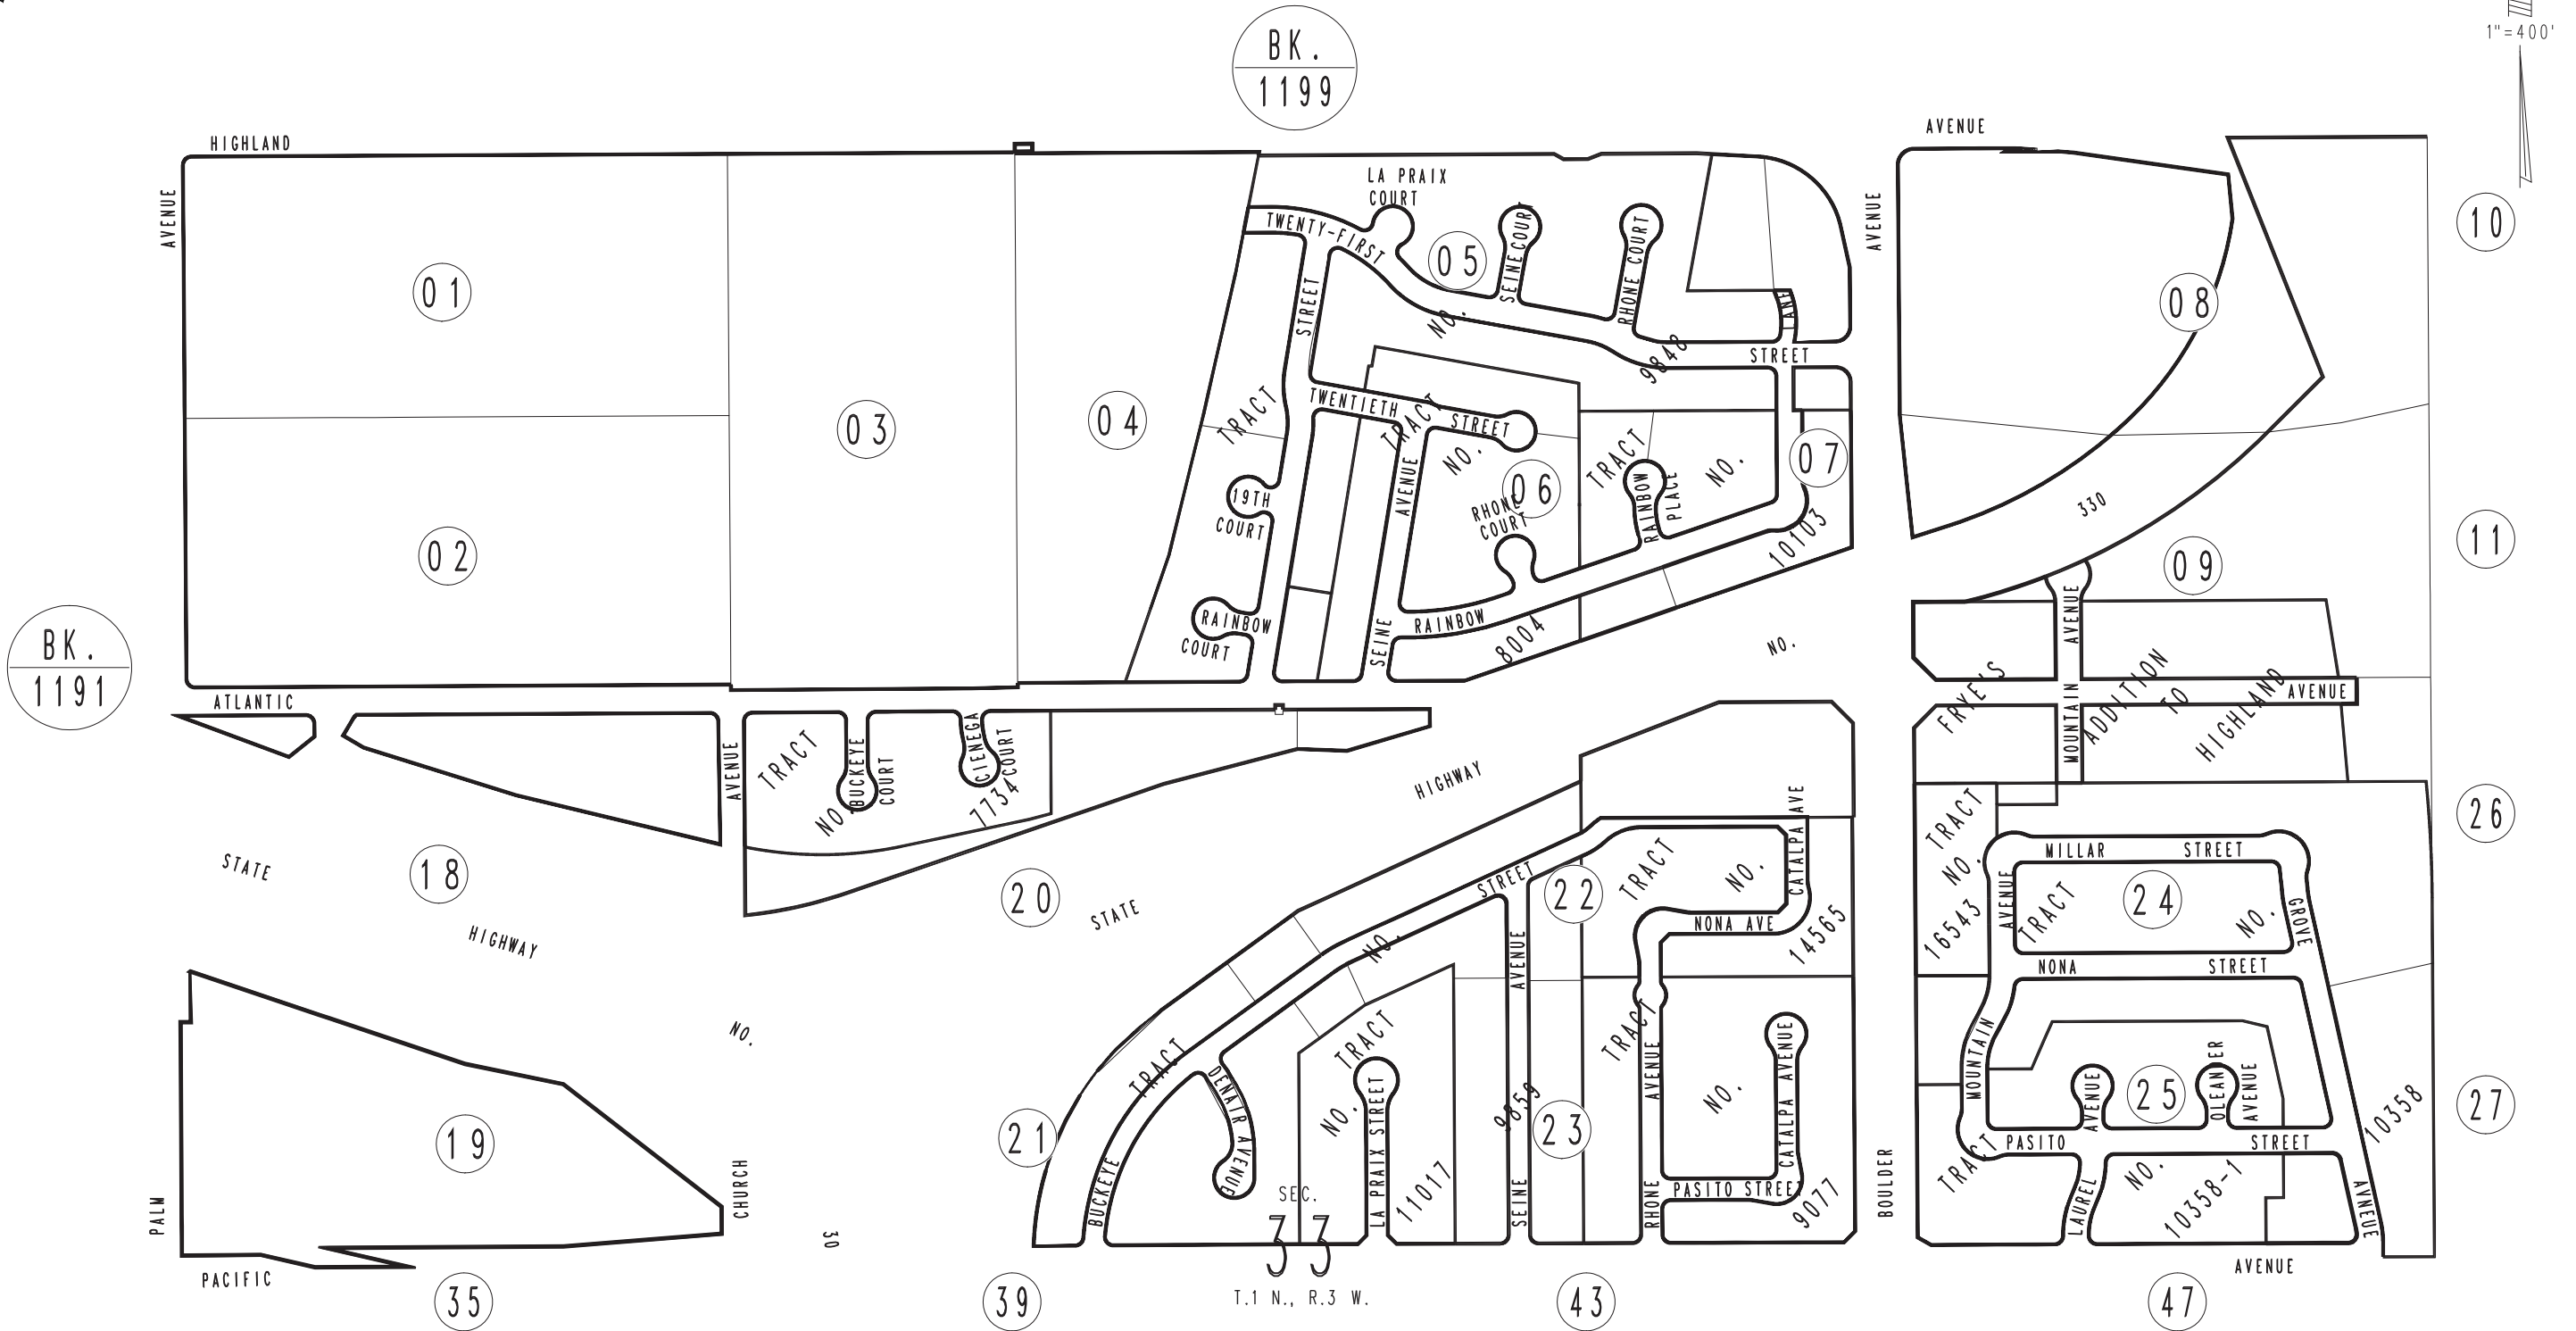 1"=400'
BK.
1199
HIGHLAND
AVENUE
AVENUE
LA PRAIX
COURT
AVENUE
TWENTY-FIRST
SEINE COURT
RHONE COURT
10
05
01
08
STREET
LANE
NO.
9848
STREET
TWENTIETH
STREET
TRACT
TRACT
NO.
03
04
TRACT
NO.
07
06
19TH
COURT
AVENUE
RHONE
COURT
RAINBOW
PLACE
10103
330
11
02
09
RAINBOW
COURT
SEINE
RAINBOW
8004
NO.
MOUNTAIN AVENUE
BK.
1191
ATLANTIC
FRYE'S
ADDITION
TO
HIGHLAND
AVENUE
MOUNTAIN
AVENUE
TRACT
NO.
7734
BUCKEYE
COURT
CIENEGA
COURT
HIGHWAY
CATALPA AVE
TRACT
NO.
16543
26
STATE
18
20
STATE
STREET
22
TRACT
NO.
MILLAR
STREET
AVENUE
TRACT
24
NO.
GROVE
HIGHWAY
NO.
AVENUE
NONA AVE
14565
NONA
STREET
NO.
TRACT
TRACT
NO.
11017
TRACT
NO.
9077
MOUNTAIN
DENAIR AVENUE
LA PRAIX STREET
9859
AVENUE
CATALPA AVENUE
AVENUE
25
OLEANDER
AVENUE
10358
27
19
21
23
TRACT
PASITO
STREET
NO.
10358-1
BUCKEYE
SEC.
33
SEINE
RHONE
PASITO STREET
BOULDER
LAUREL
AVNEUE
PALM
CHURCH
30
PACIFIC
AVENUE
35
39
T.1 N., R.3 W.
43
47